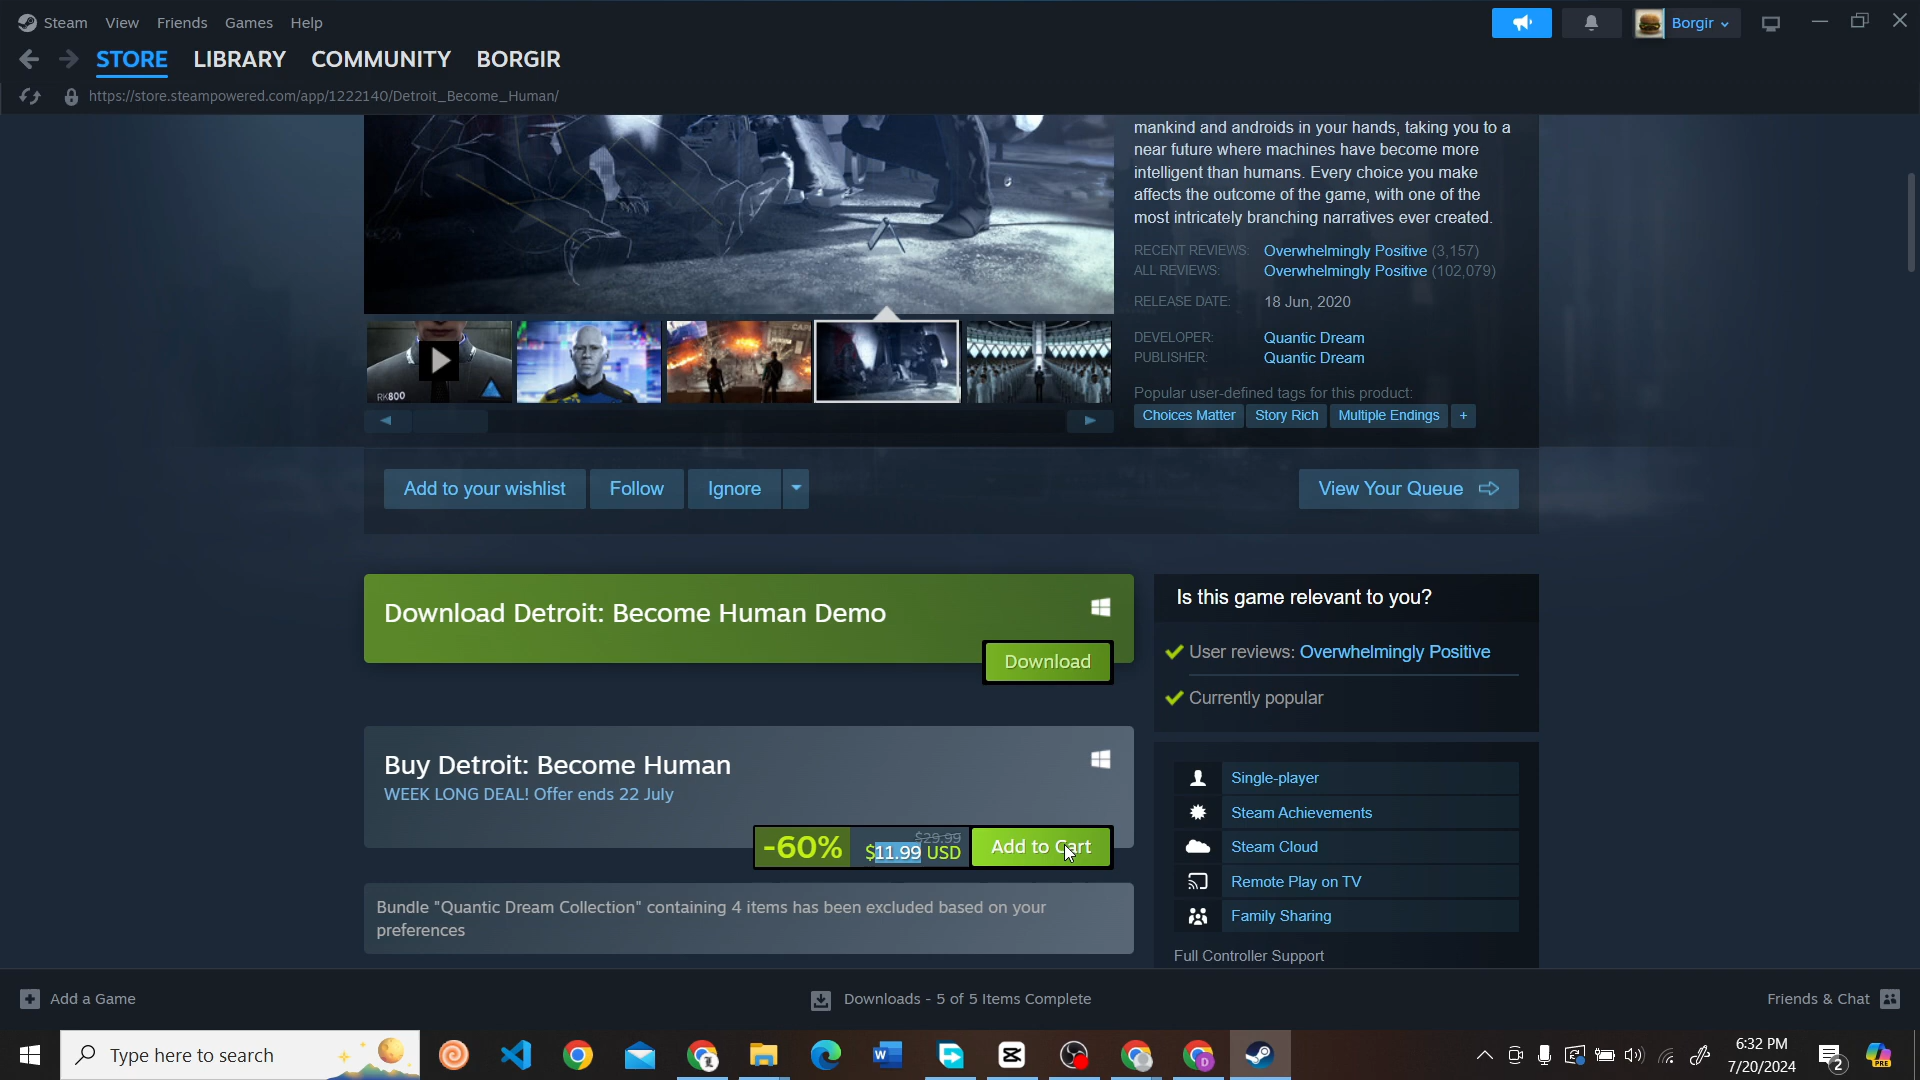 Steam View Friends Games Help
Borgir
STORE LIBRARY COMMUNITY BORGIR
https://store.steampowered.com/app/1222140/Detroit_Become_Human/
mankind and androids in your hands, taking you to a
near future where machines have become more
intelligent than humans. Every choice you make
affects the outcome of the game, with one of the
most intricately branching narratives ever created.
RECENT REVIEWS: Overwhelmingly Positive (3,157)
ALL REVIEWS: Overwhelmingly Positive (102,079)
RELEASE DATE: 18 Jun, 2020
DEVELOPER: Quantic Dream
PUBLISHER: Quantic Dream
RK800
Popular user-defined tags for this product:
Choices Matter Story Rich Multiple Endings +
Add to your wishlist Follow Ignore View Your Queue
Download Detroit: Become Human Demo
Download
Is this game relevant to you?
User reviews: Overwhelmingly Positive
Currently popular
Buy Detroit: Become Human
WEEK LONG DEAL! Offer ends 22 July
-60% $29.99 $11.99 USD Add to Cart
Bundle "Quantic Dream Collection" containing 4 items has been excluded based on your
preferences
Single-player
Steam Achievements
Steam Cloud
Remote Play on TV
Family Sharing
Full Controller Support
Add a Game Downloads - 5 of 5 Items Complete Friends & Chat
Type here to search
6:32 PM
7/20/2024
2
PRE